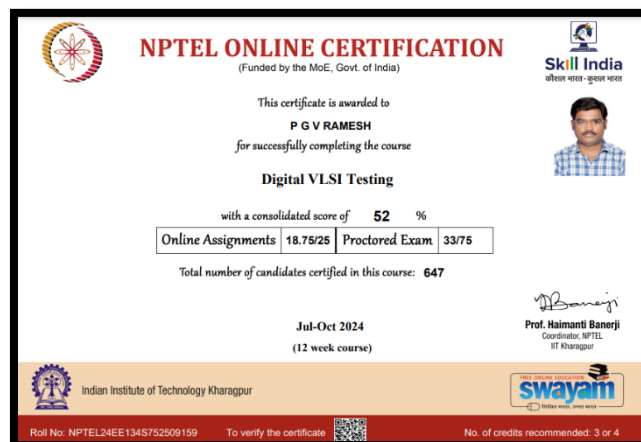 NPTEL ONLINE CERTIFICATION
(Funded by the MoE, Govt. of India)
Skill India
कौशल भारत-कुशल भारत
This certificate is awarded to
P G V RAMESH
for successfully completing the course
Digital VLSI Testing
with a consolidated score of 52 %
Online Assignments 18.75/25 Proctored Exam 33/75
Total number of candidates certified in this course: 647
Jul-Oct 2024
(12 week course)
Prof. Haimanti Banerji
Coordinator, NPTEL
IIT Kharagpur
Indian Institute of Technology Kharagpur
FREE ONLINE EDUCATION
swayam
शिक्षित भारत, उन्नत भारत
Roll No: NPTEL24EE134S752509159 To verify the certificate No. of credits recommended: 3 or 4